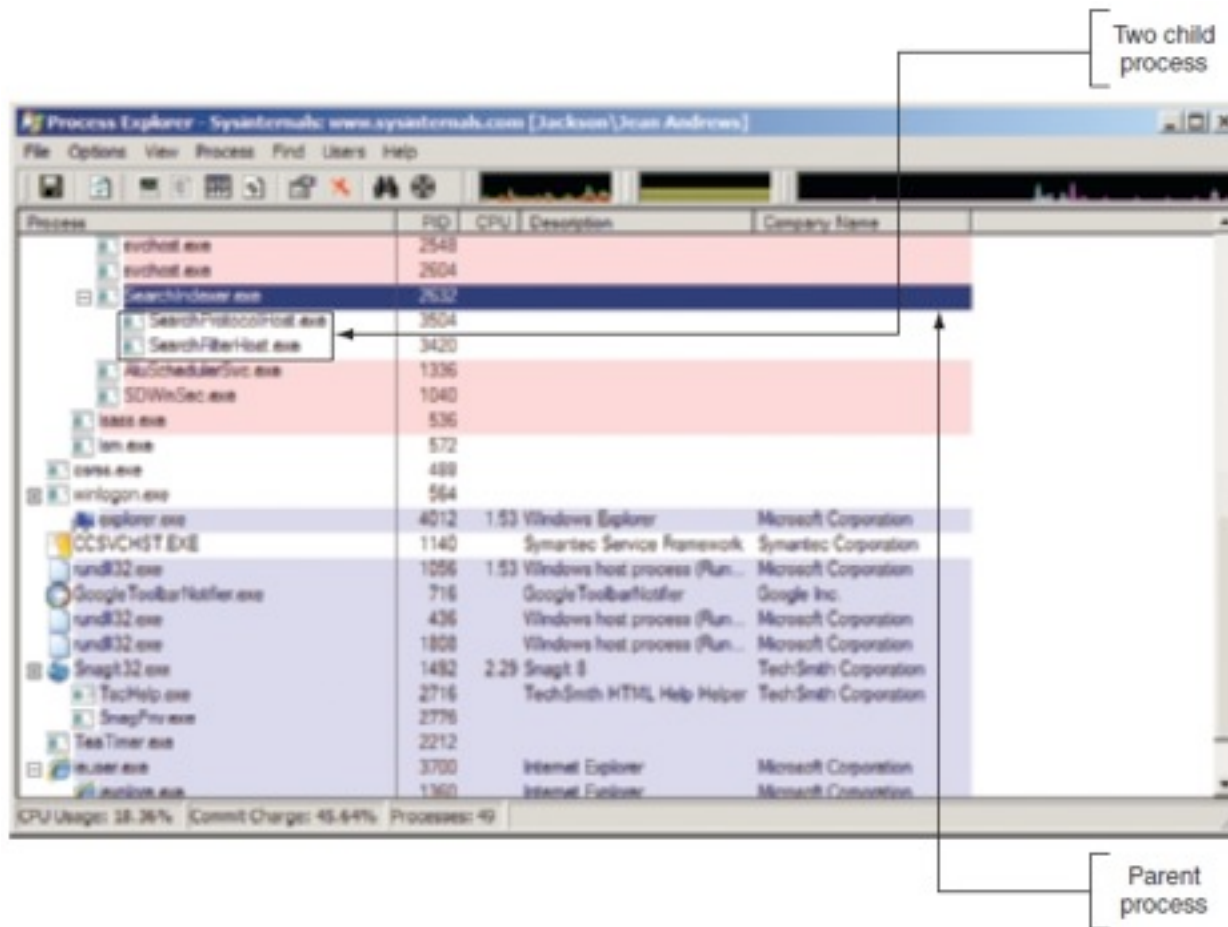 Two child
process
Process Explorer - Sysinternals: www.sysinternals.com [Jackson\Jean Andrews]
File Options View Process Find Users Help
Process PID CPU Description Company Name
svchost.exe 2548
svchost.exe 2604
SearchIndexer.exe 2632
SearchProtocolHost.exe 3504
SearchFilterHost.exe 3420
AluSchedulerSvc.exe 1336
SDWinSec.exe 1040
lsass.exe 536
lsm.exe 572
csrss.exe 488
winlogon.exe 564
explorer.exe 4012 1.53 Windows Explorer Microsoft Corporation
CCSVCHST.EXE 1140 Symantec Service Framework Symantec Corporation
rundll32.exe 1056 1.53 Windows host process (Run... Microsoft Corporation
GoogleToolbarNotifier.exe 716 GoogleToolbarNotifier Google Inc.
rundll32.exe 436 Windows host process (Run... Microsoft Corporation
rundll32.exe 1808 Windows host process (Run... Microsoft Corporation
Snagit32.exe 1492 2.29 Snagit 8 TechSmith Corporation
TscHelp.exe 2716 TechSmith HTML Help Helper TechSmith Corporation
SnagPriv.exe 2776
TeaTimer.exe 2212
ieuser.exe 3700 Internet Explorer Microsoft Corporation
iexplore.exe 1360 Internet Explorer Microsoft Corporation
CPU Usage: 18.36% Commit Charge: 45.64% Processes: 49
Parent
process